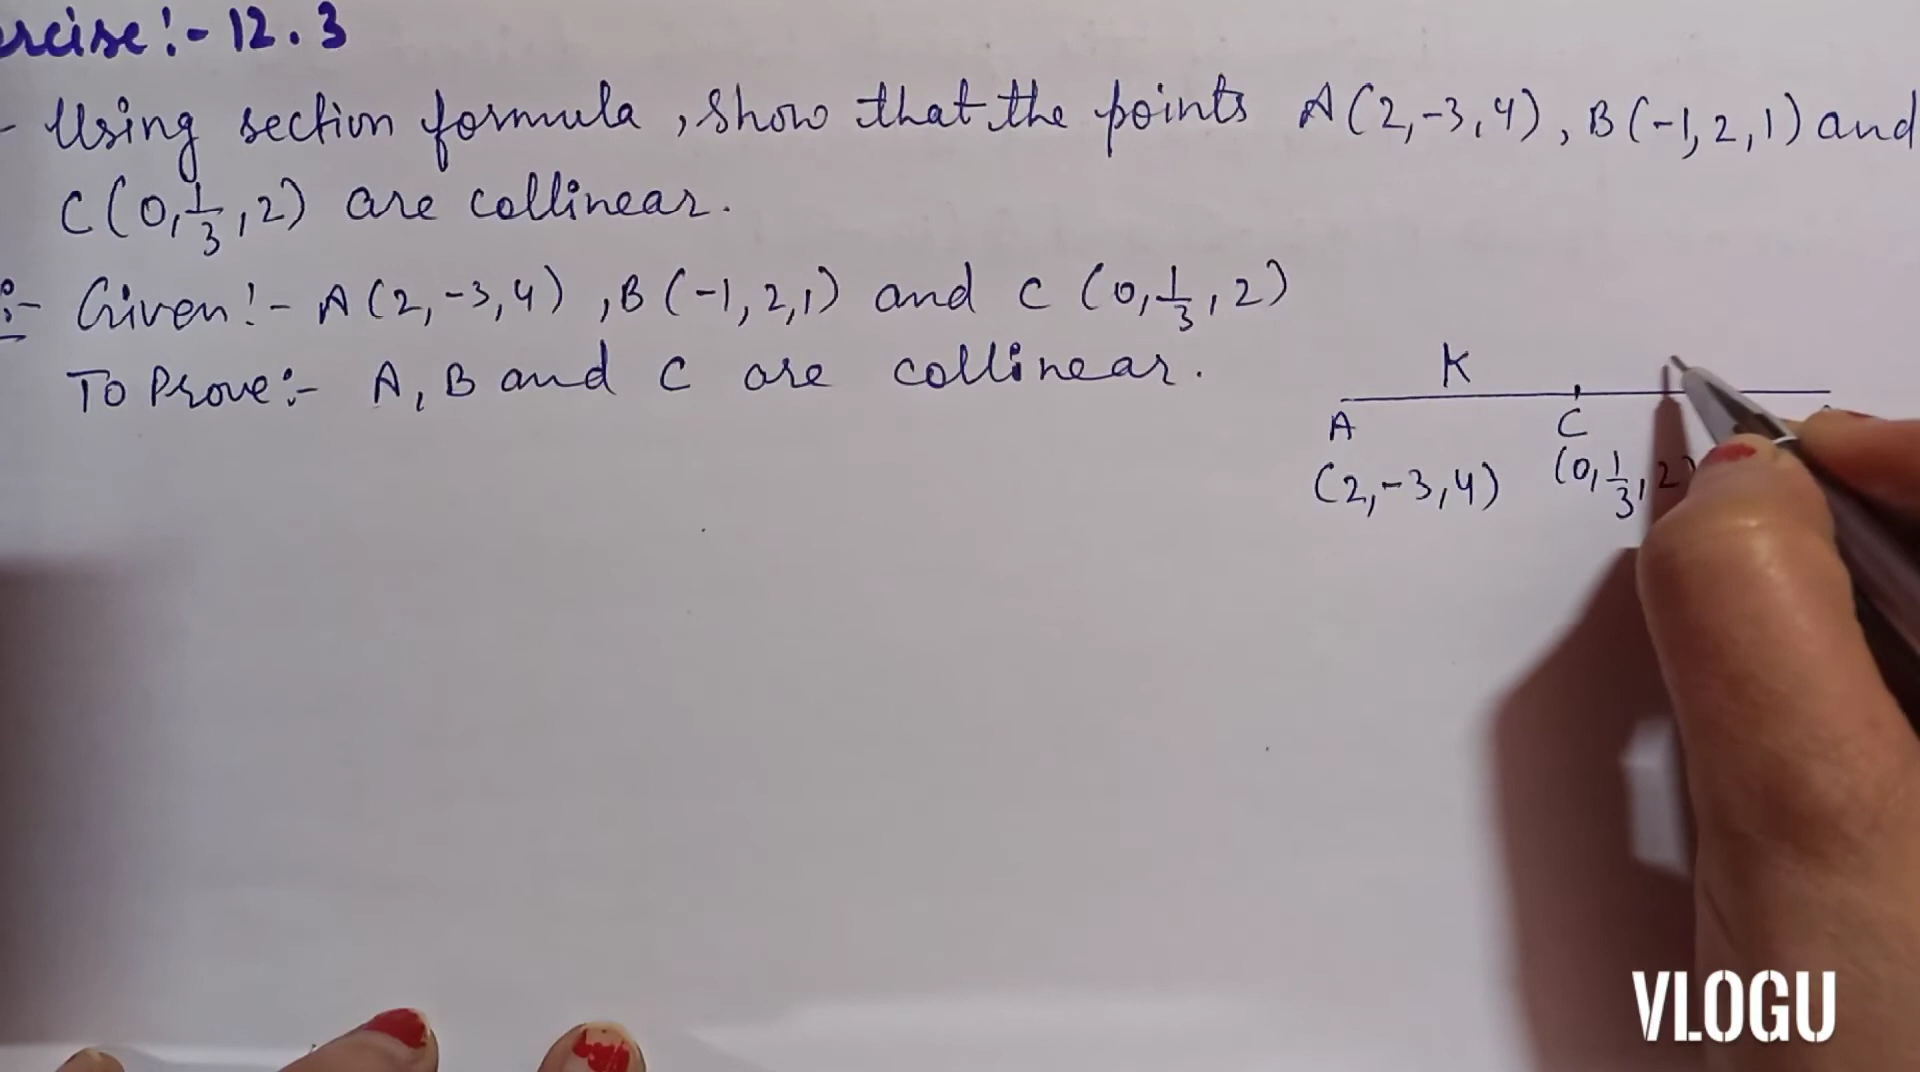 rcise:- 12.3
- Using section formula, show that the points A(2,-3,4), B(-1,2,1) and
C(0,1/3,2) are collinear.
:- Given:- A(2,-3,4), B(-1,2,1) and C(0,1/3,2)
To Prove:- A, B and C are collinear.
K
A C
(2,-3,4) (0,1/3,2)
VLOGU